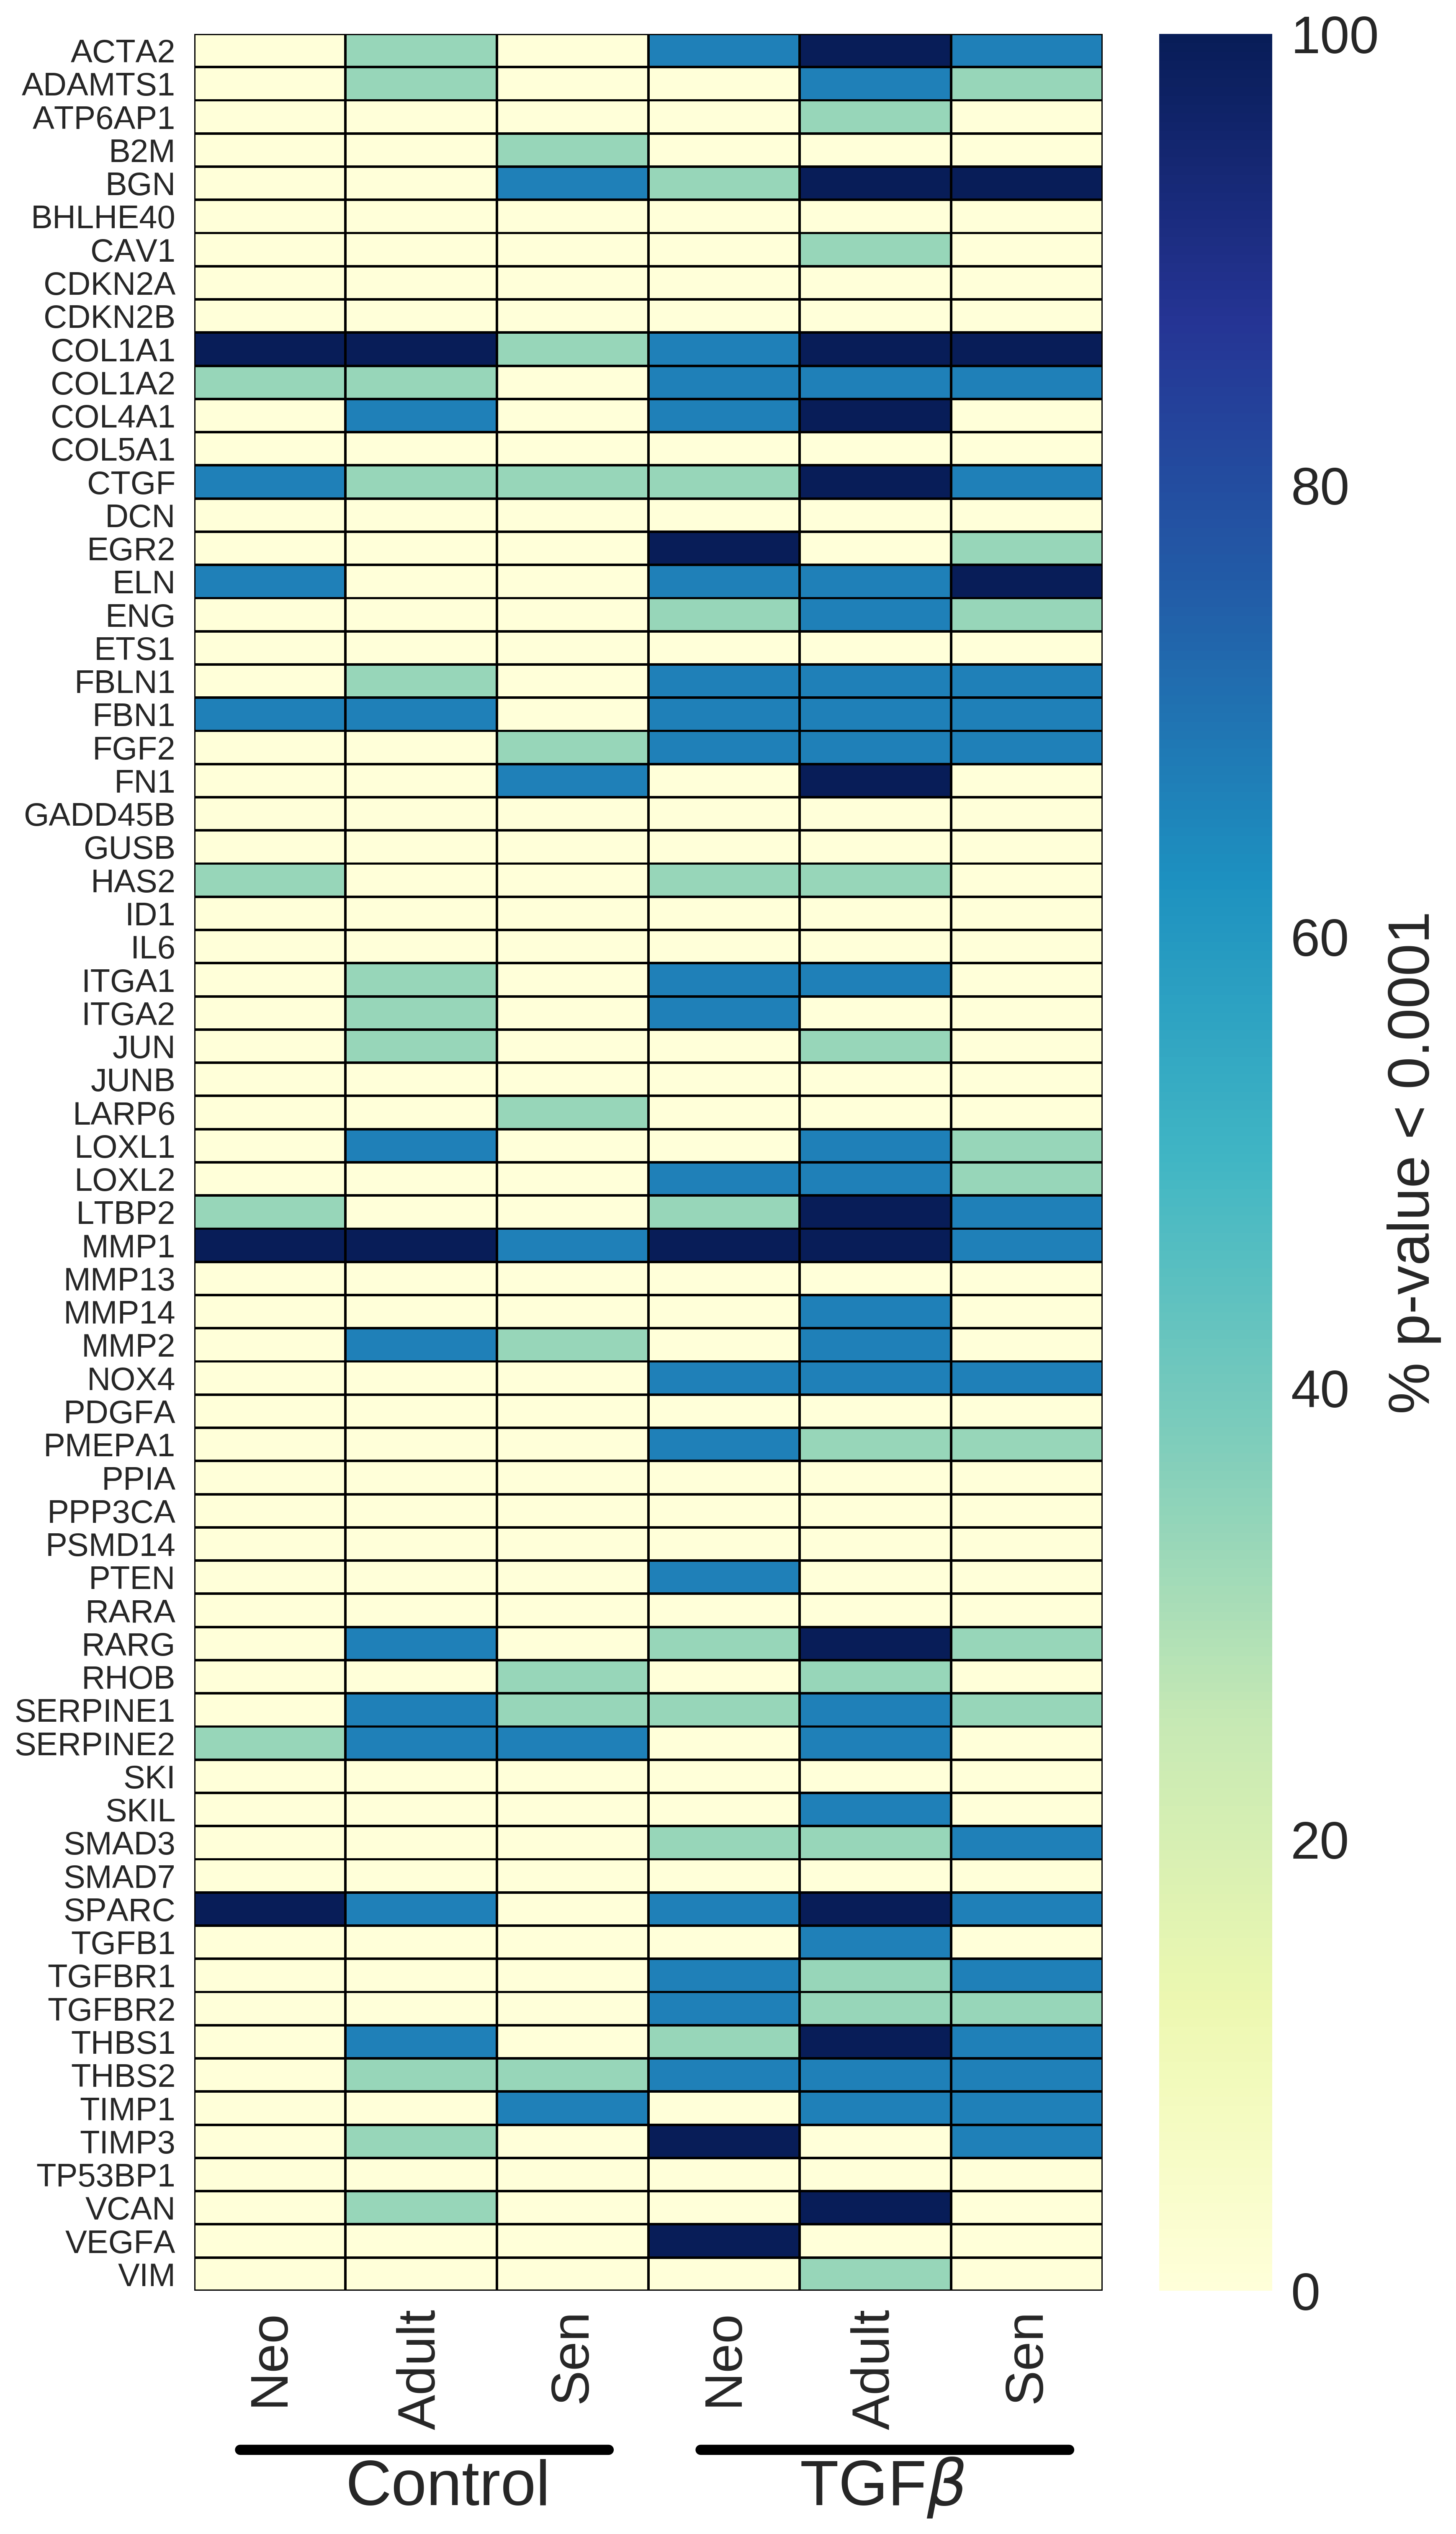 ACTA2
ADAMTS1
ATP6AP1
B2M
BGN
BHLHE40
CAV1
CDKN2A
CDKN2B
COL1A1
COL1A2
COL4A1
COL5A1
CTGF
DCN
EGR2
ELN
ENG
ETS1
FBLN1
FBN1
FGF2
FN1
GADD45B
GUSB
HAS2
ID1
IL6
ITGA1
ITGA2
JUN
JUNB
LARP6
LOXL1
LOXL2
LTBP2
MMP1
MMP13
MMP14
MMP2
NOX4
PDGFA
PMEPA1
PPIA
PPP3CA
PSMD14
PTEN
RARA
RARG
RHOB
SERPINE1
SERPINE2
SKI
SKIL
SMAD3
SMAD7
SPARC
TGFB1
TGFBR1
TGFBR2
THBS1
THBS2
TIMP1
TIMP3
TP53BP1
VCAN
VEGFA
VIM
Neo Adult Sen Neo Adult Sen
Control TGFβ
100
80
60
40
20
0
% p-value < 0.0001